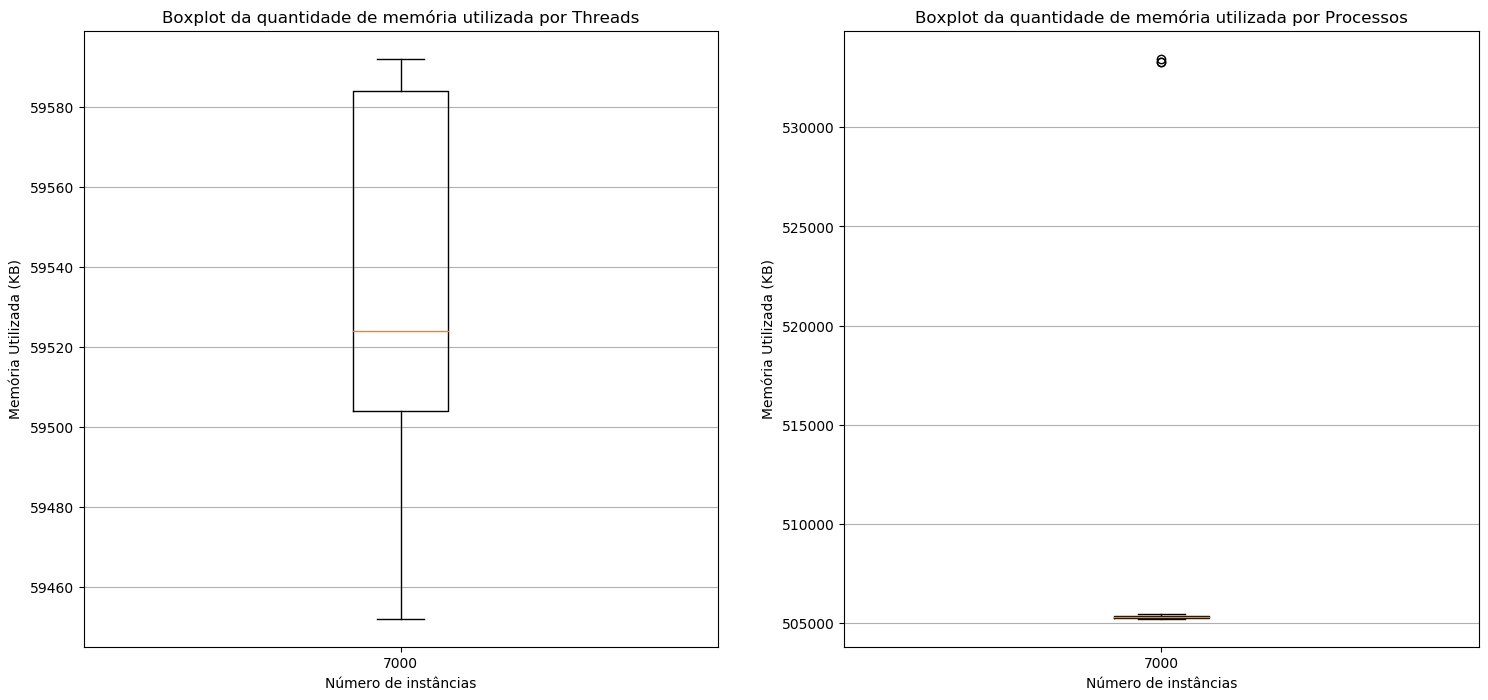 Boxplot da quantidade de memória utilizada por Threads
Memória Utilizada (KB)
59580
59560
59540
59520
59500
59480
59460
7000
Número de instâncias
Boxplot da quantidade de memória utilizada por Processos
Memória Utilizada (KB)
530000
525000
520000
515000
510000
505000
7000
Número de instâncias